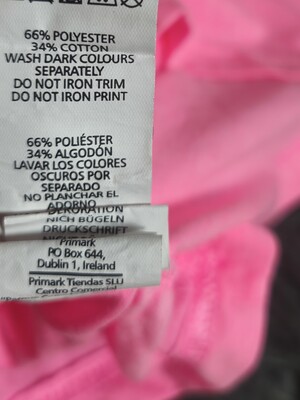 66% POLYESTER
34% COTTON
WASH DARK COLOURS
SEPARATELY
DO NOT IRON TRIM
DO NOT IRON PRINT
66% POLIÉSTER
34% ALGODÓN
LAVAR LOS COLORES
OSCUROS POR
SEPARADO
NO PLANCHAR EL
ADORNO
DEKORATION
NICH BÜGELN
DRUCKSCHRIFT
Primark
PO Box 644,
Dublin 1, Ireland
Primark Tiendas SLU
Centro Comercial